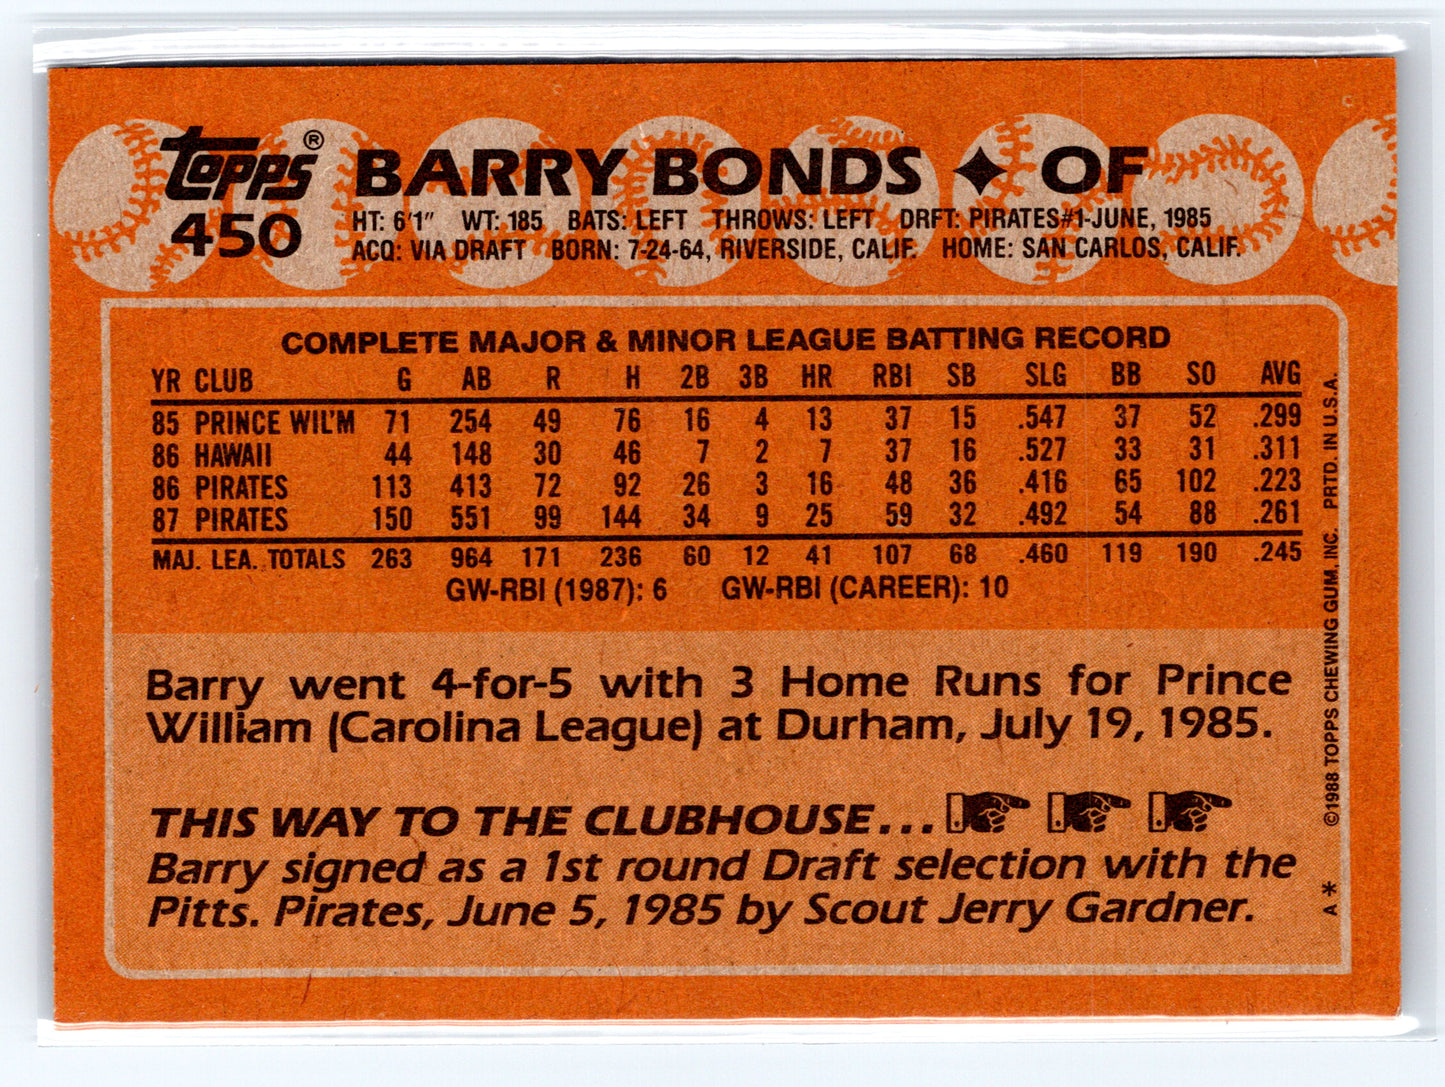 topps® BARRY BONDS ✦ OF
450 HT: 6'1" WT: 185 BATS: LEFT THROWS: LEFT DRFT: PIRATES#1-JUNE, 1985
ACQ: VIA DRAFT BORN: 7-24-64, RIVERSIDE, CALIF. HOME: SAN CARLOS, CALIF.
COMPLETE MAJOR & MINOR LEAGUE BATTING RECORD
YR CLUB G AB R H 2B 3B HR RBI SB SLG BB SO AVG
85 PRINCE WIL'M 71 254 49 76 16 4 13 37 15 .547 37 52 .299
86 HAWAII 44 148 30 46 7 2 7 37 16 .527 33 31 .311
86 PIRATES 113 413 72 92 26 3 16 48 36 .416 65 102 .223
87 PIRATES 150 551 99 144 34 9 25 59 32 .492 54 88 .261
MAJ. LEA. TOTALS 263 964 171 236 60 12 41 107 68 .460 119 190 .245
GW-RBI (1987): 6 GW-RBI (CAREER): 10
Barry went 4-for-5 with 3 Home Runs for Prince
William (Carolina League) at Durham, July 19, 1985.
THIS WAY TO THE CLUBHOUSE...
Barry signed as a 1st round Draft selection with the
Pitts. Pirates, June 5, 1985 by Scout Jerry Gardner.
A* ©1988 TOPPS CHEWING GUM, INC. PRTD. IN U.S.A.